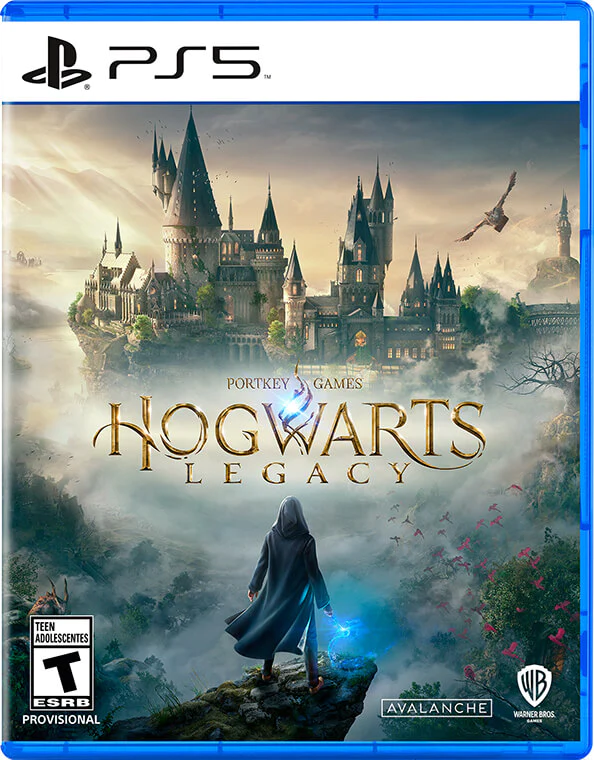 PS5
PORTKEY GAMES
HOGWARTS
LEGACY
TEEN
ADOLESCENTES
T
ESRB
PROVISIONAL
AVALANCHE
WB
WARNER BROS.
GAMES